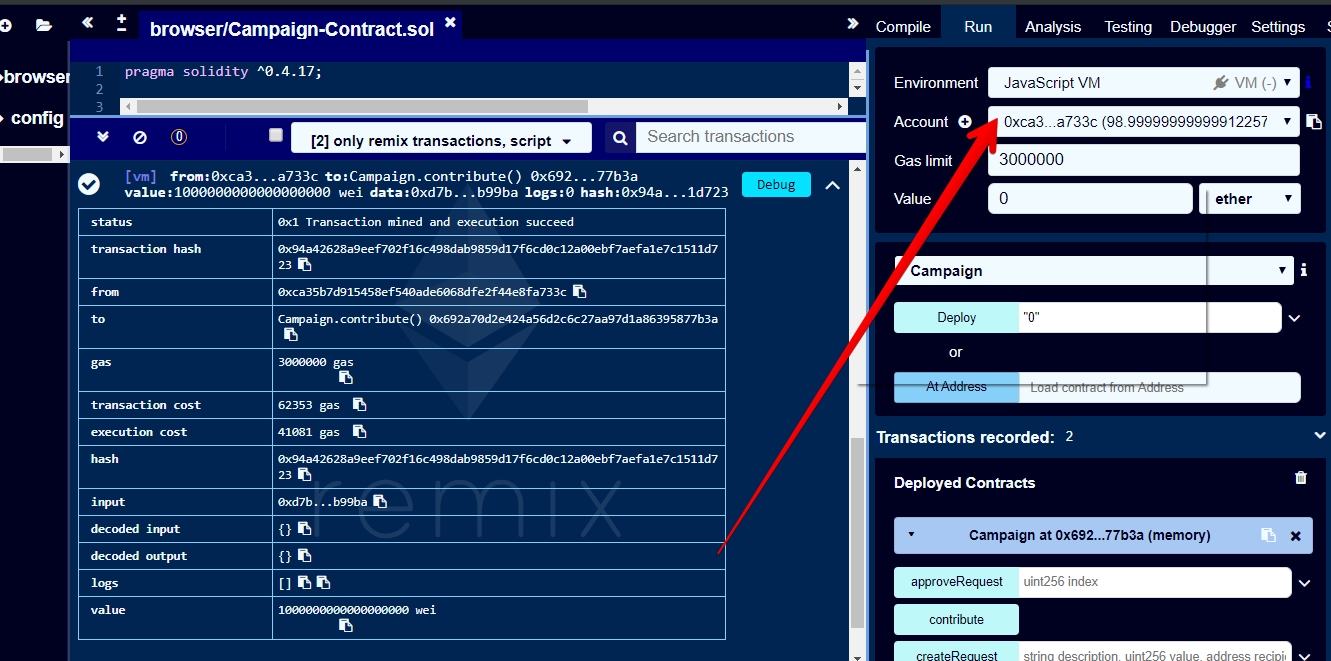 browser/Campaign-Contract.sol
Compile Run Analysis Testing Debugger Settings S
browser
config
1 pragma solidity ^0.4.17;
2
3
0
[2] only remix transactions, script
Search transactions
[vm] from:0xca3...a733c to:Campaign.contribute() 0x692...77b3a
value:1000000000000000000 wei data:0xd7b...b99ba logs:0 hash:0x94a...1d723
Debug
status 0x1 Transaction mined and execution succeed
transaction hash 0x94a42628a9eef702f16c498dab9859d17f6cd0c12a00ebf7aefa1e7c1511d7
23
from 0xca35b7d915458ef540ade6068dfe2f44e8fa733c
to Campaign.contribute() 0x692a70d2e424a56d2c6c27aa97d1a86395877b3a
gas 3000000 gas
transaction cost 62353 gas
execution cost 41081 gas
hash 0x94a42628a9eef702f16c498dab9859d17f6cd0c12a00ebf7aefa1e7c1511d7
23
input 0xd7b...b99ba
decoded input {}
decoded output {}
logs []
value 1000000000000000000 wei
remix
Environment JavaScript VM VM (-)
Account 0xca3...a733c (98.99999999999912257
Gas limit 3000000
Value 0 ether
Campaign
Deploy "0"
or
At Address Load contract from Address
Transactions recorded: 2
Deployed Contracts
Campaign at 0x692...77b3a (memory)
approveRequest uint256 index
contribute
createRequest string description, uint256 value, address recipi